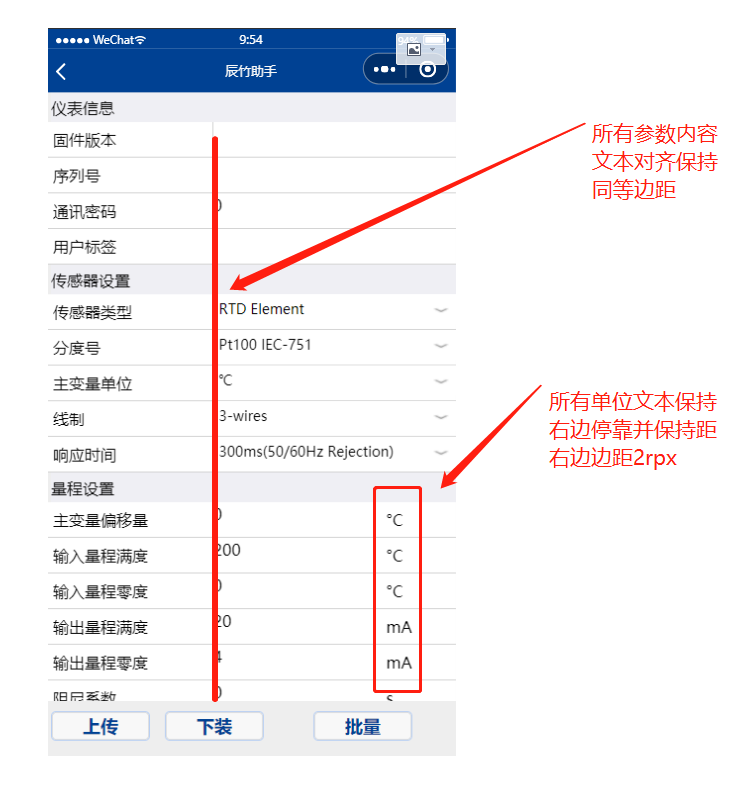 WeChat
9:54
94%
辰竹助手
仪表信息
固件版本
序列号
通讯密码 0
用户标签
传感器设置
传感器类型 RTD Element
分度号 Pt100 IEC-751
主变量单位 °C
线制 3-wires
响应时间 300ms(50/60Hz Rejection)
量程设置
主变量偏移量 0 °C
输入量程满度 200 °C
输入量程零度 0 °C
输出量程满度 20 mA
输出量程零度 4 mA
阻尼系数 0 s
上传 下装 批量
所有参数内容
文本对齐保持
同等边距
所有单位文本保持
右边停靠并保持距
右边边距2rpx